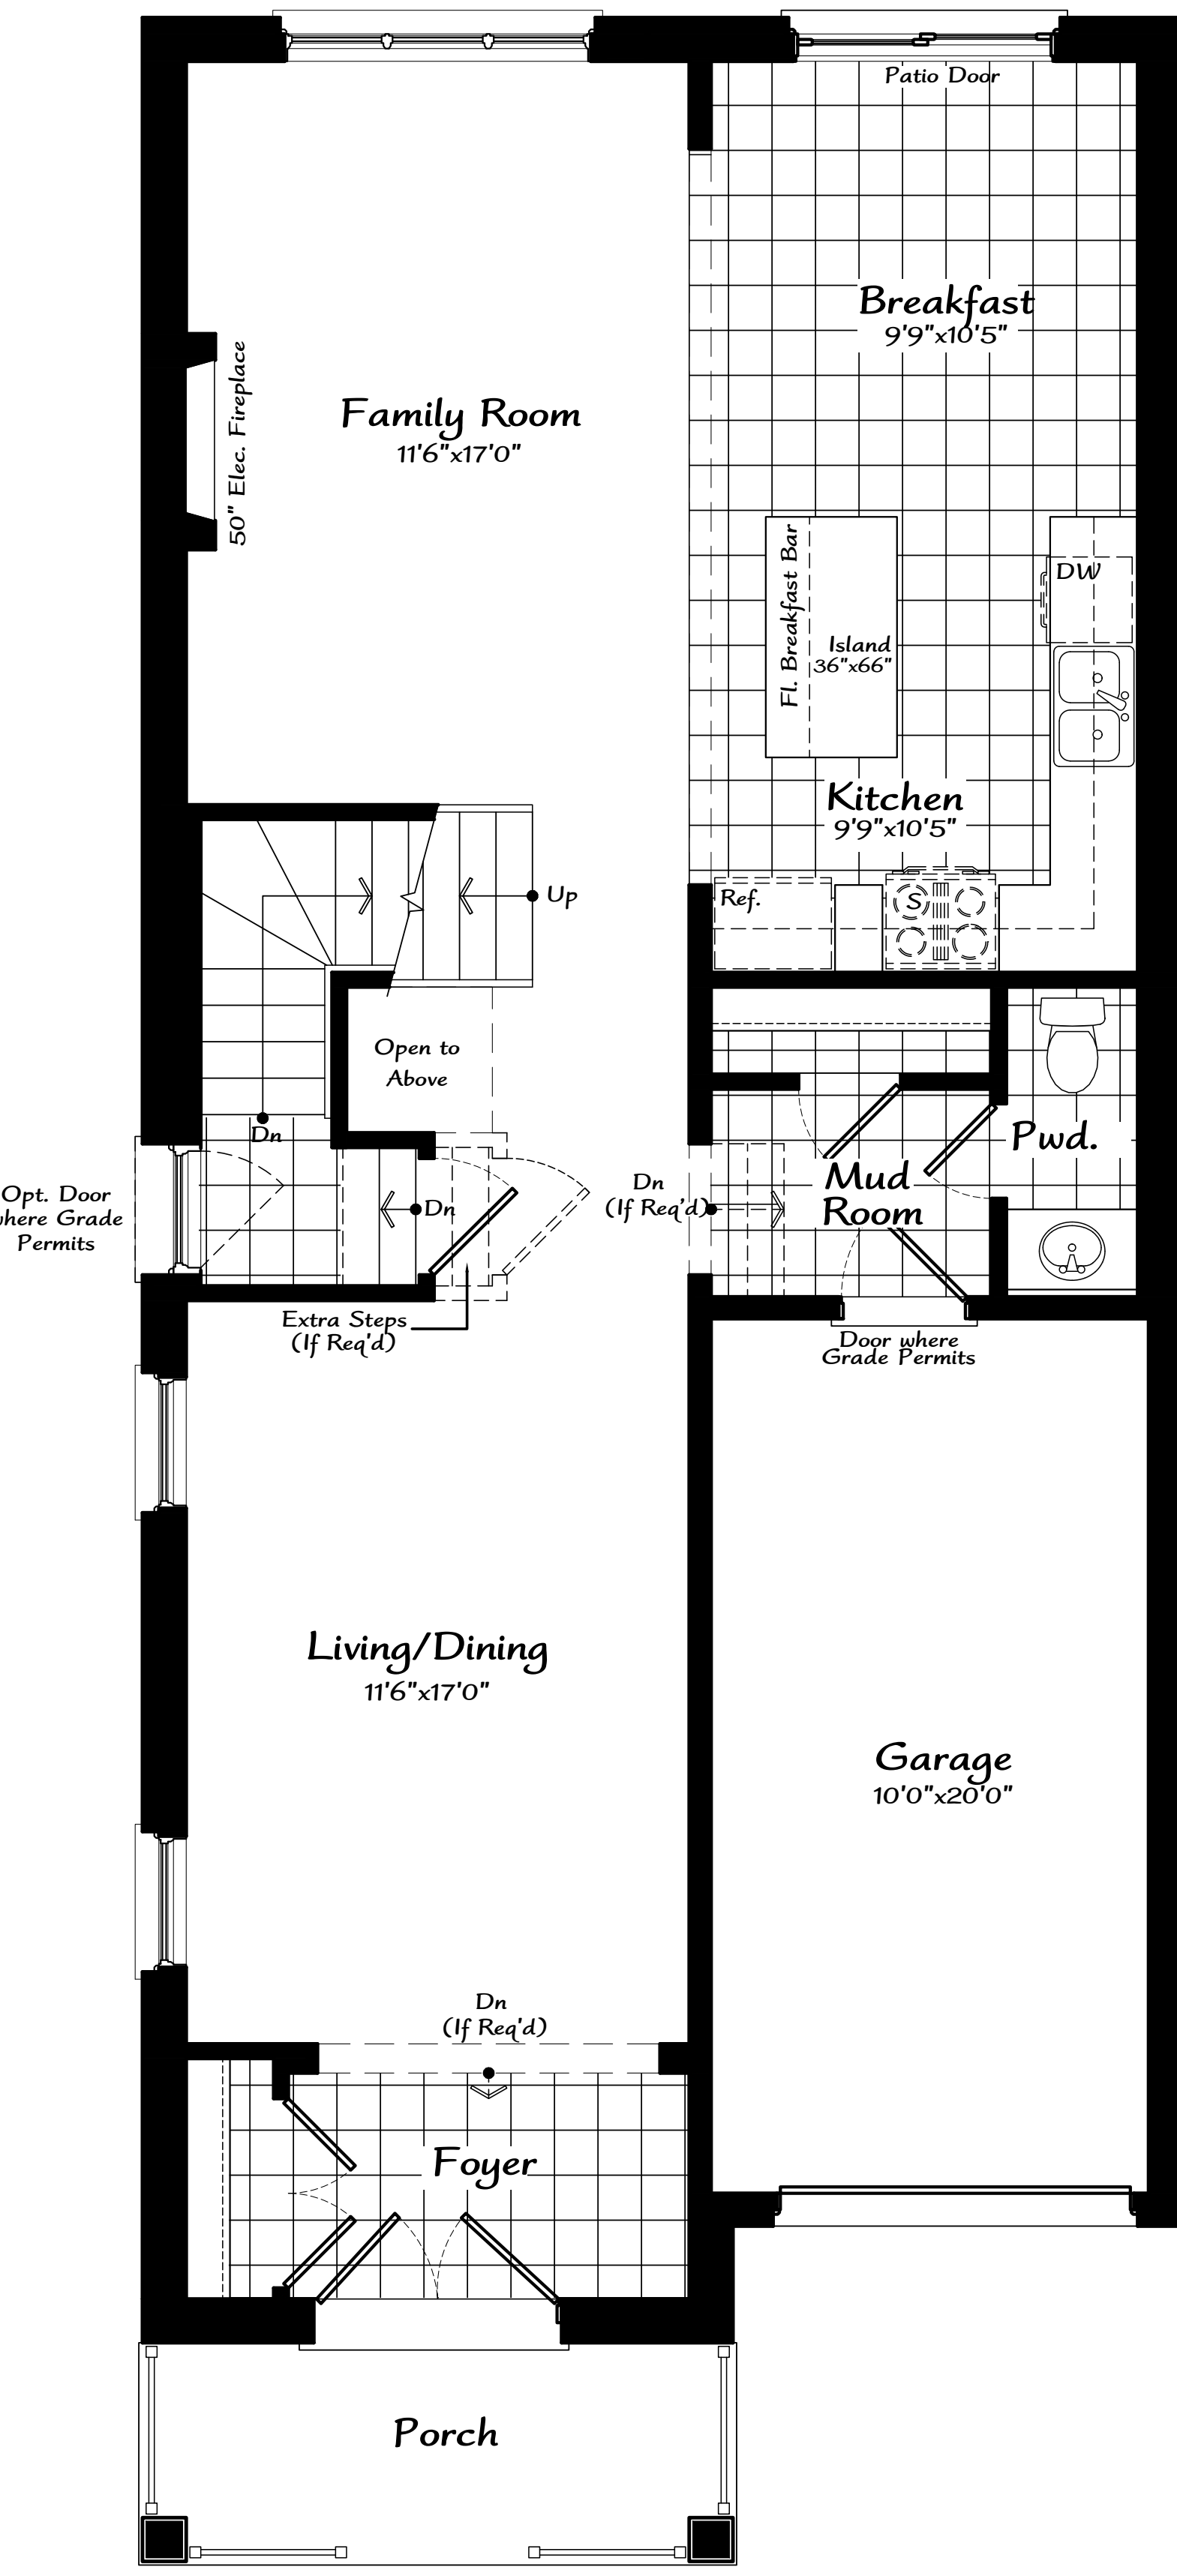 Patio Door
Breakfast
9'9"x10'5"
Family Room
11'6"x17'0"
50" Elec. Fireplace
Fl. Breakfast Bar
Island
36"x66"
DW
Kitchen
9'9"x10'5"
Ref.
S
Up
Open to
Above
Dn
Opt. Door
where Grade
Permits
Dn
Extra Steps
(If Req'd)
Dn
(If Req'd)
Mud
Room
Pwd.
Door where
Grade Permits
Living/Dining
11'6"x17'0"
Garage
10'0"x20'0"
Dn
(If Req'd)
Foyer
Porch